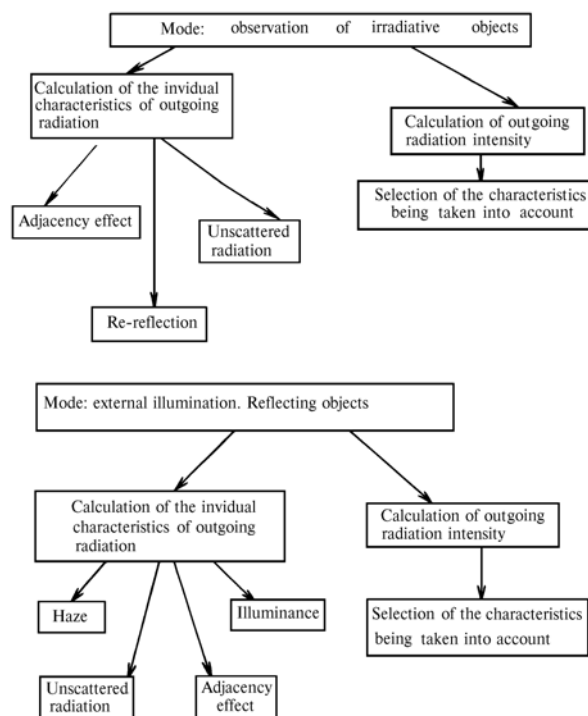 Mode: observation of irradiative objects
Calculation of the invidual
characteristics of outgoing
radiation
Calculation of outgoing
radiation intensity
Selection of the characteristics
being taken into account
Adjacency effect
Unscattered
radiation
Re-reflection
Mode: external illumination. Reflecting objects
Calculation of the invidual
characteristics of outgoing
radiation
Calculation of outgoing
radiation intensity
Haze
Illuminance
Selection of the characteristics
being taken into account
Unscattered
radiation
Adjacency
effect